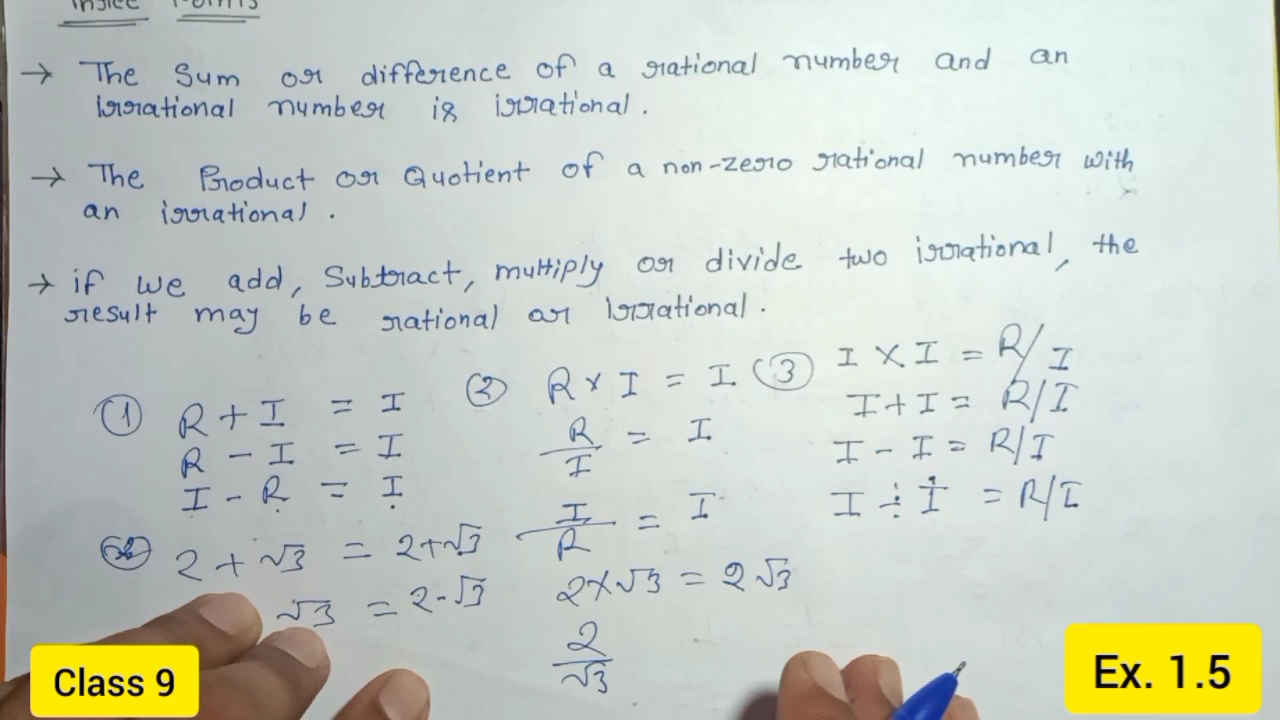 Points
→ The Sum or difference of a rational number and an
irrational number is irrational.
→ The Product or Quotient of a non-zero rational number with
an irrational.
→ if we add, Subtract, multiply or divide two irrational, the
result may be rational or Irrational.
① R + I = I
R - I = I
I - R = I
2 + √3 = 2+√3
√3 = 2-√3
② R × I = I
R/I = I
I/R = I
2×√3 = 2√3
2/√3
③ I × I = R/I
I + I = R/I
I - I = R/I
I ÷ I = R/I
Class 9
Ex. 1.5